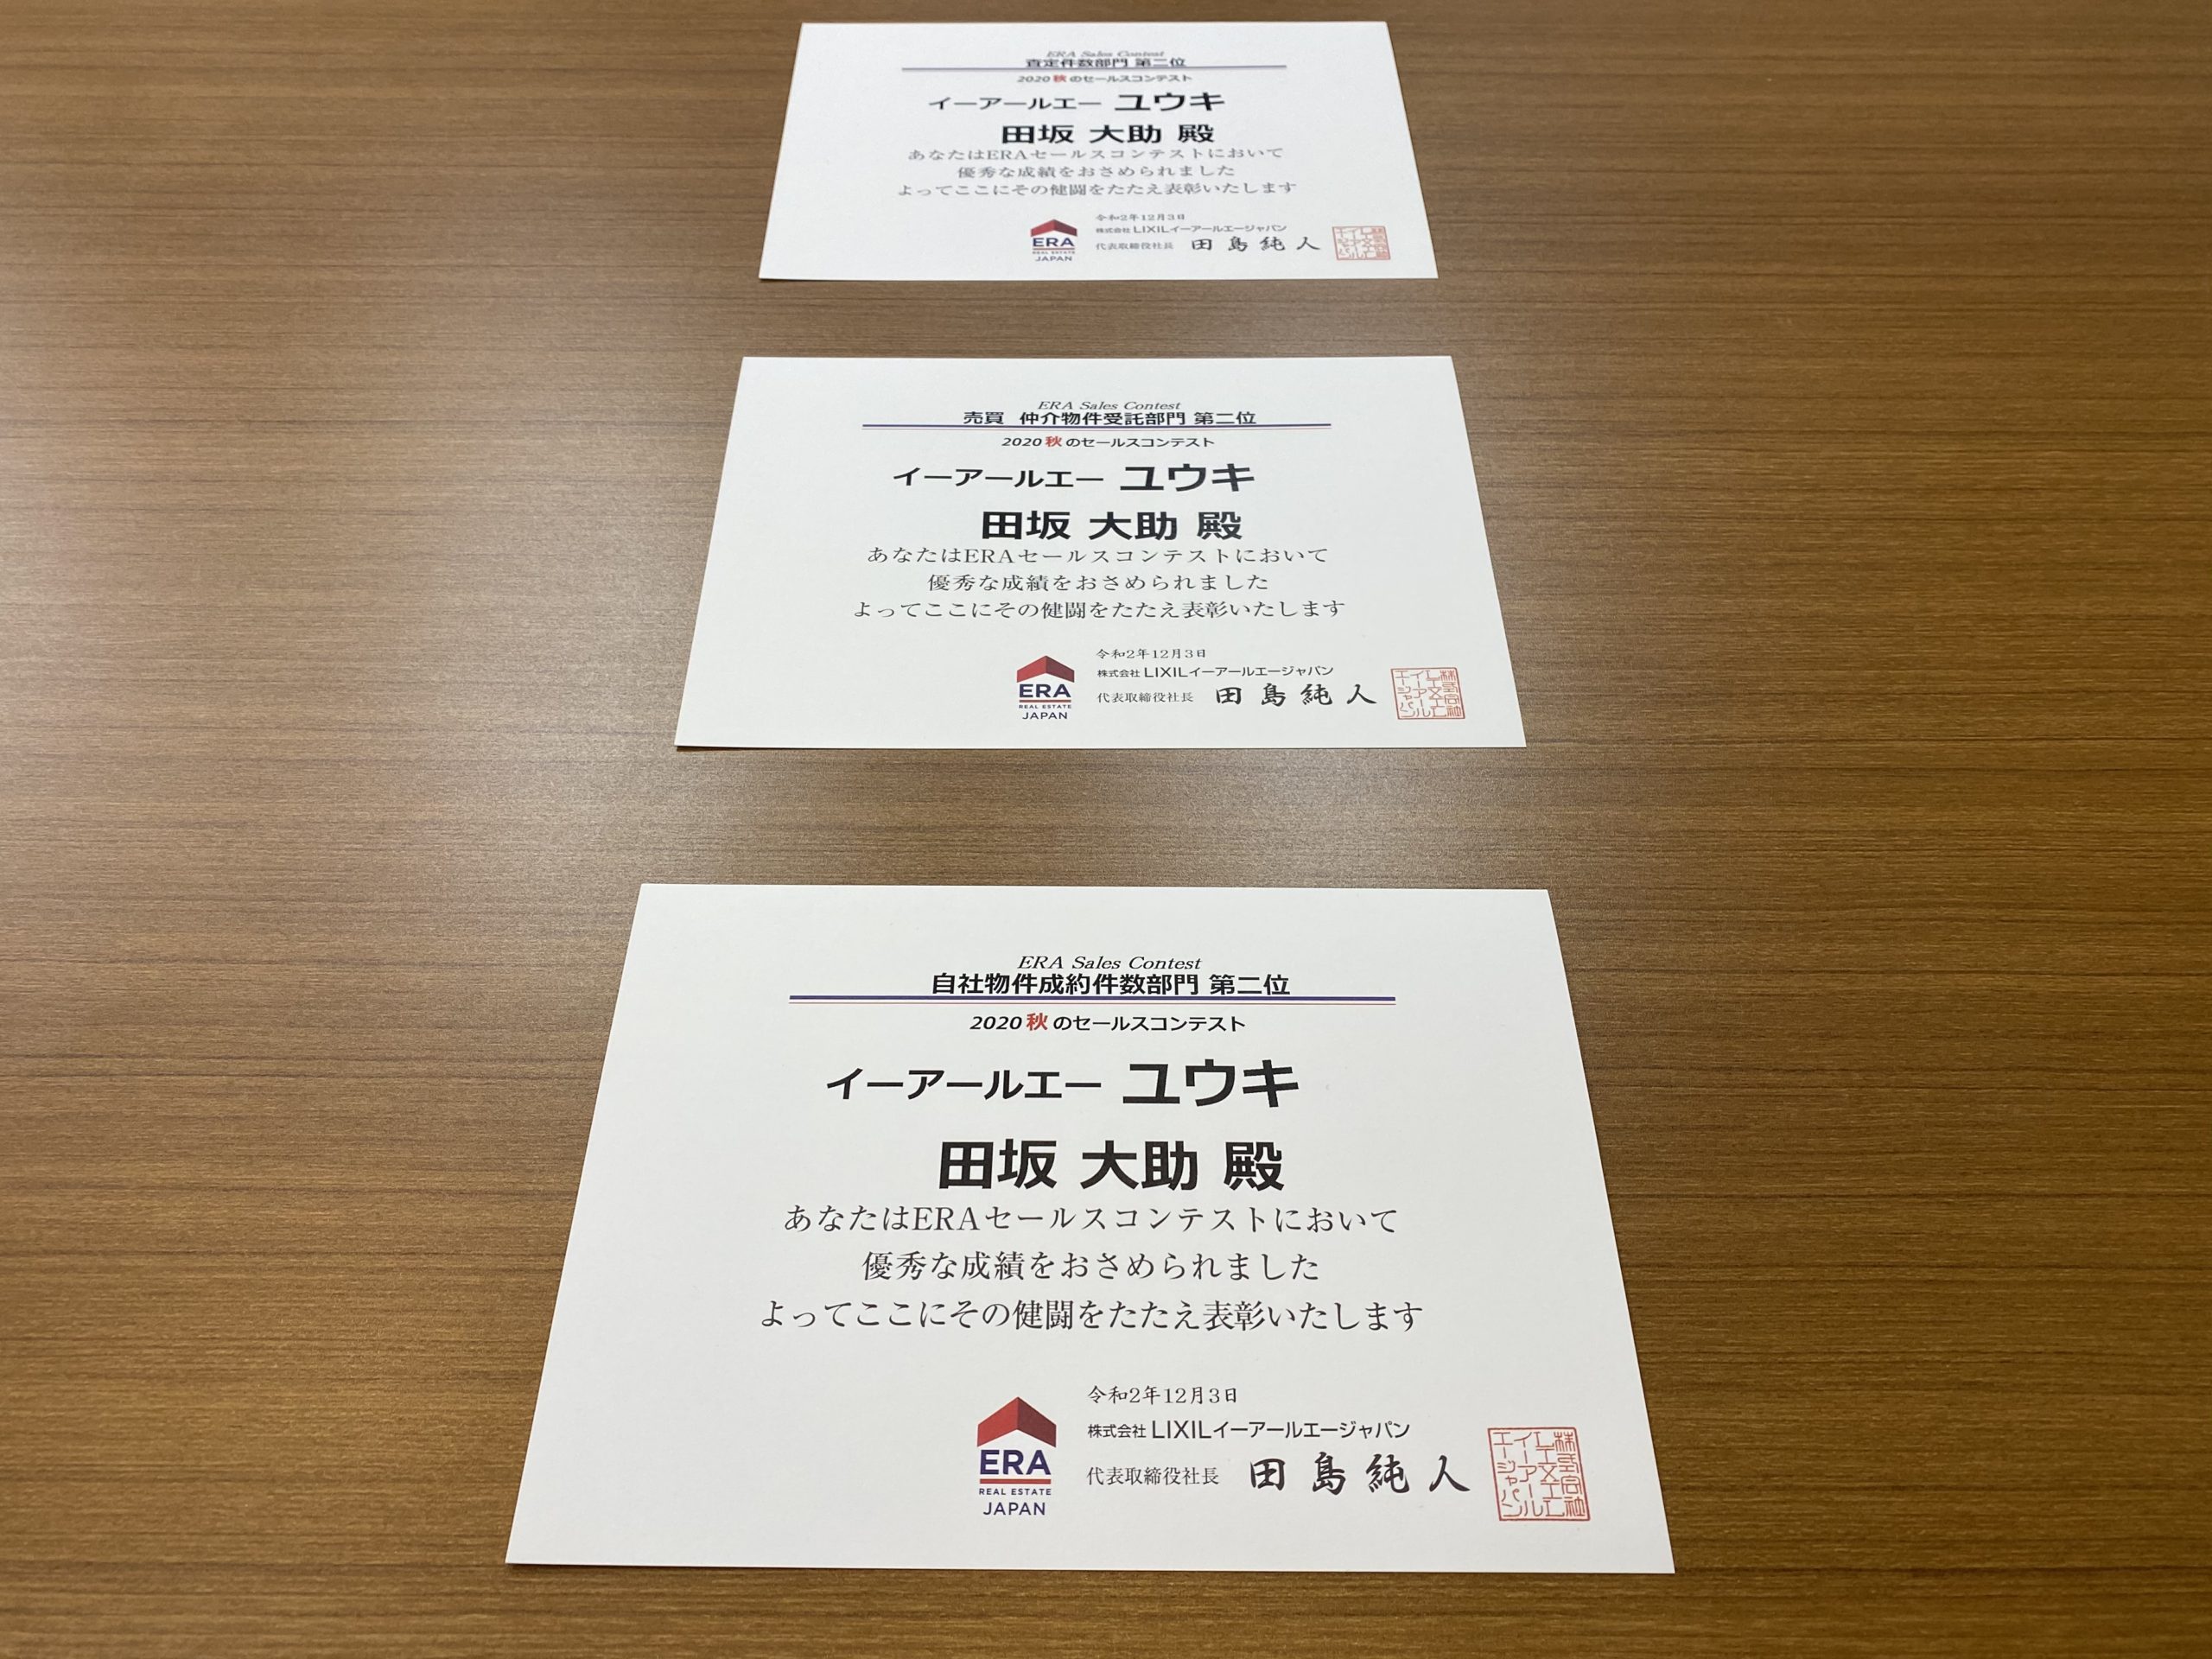 ERA Sales Contest
査定件数部門 第二位
2020 秋 のセールスコンテスト
イーアールエー ユウキ
田坂 大助 殿
あなたはERAセールスコンテストにおいて
優秀な成績をおさめられました
よってここにその健闘をたたえ表彰いたします
令和2年12月3日
株式会社 LIXILイーアールエージャパン
代表取締役社長 田島純人
ERA
REAL ESTATE
JAPAN
株式会社LIXILイーアールエージャパン
ERA Sales Contest
売買 仲介物件受託部門 第二位
2020 秋 のセールスコンテスト
イーアールエー ユウキ
田坂 大助 殿
あなたはERAセールスコンテストにおいて
優秀な成績をおさめられました
よってここにその健闘をたたえ表彰いたします
令和2年12月3日
株式会社 LIXILイーアールエージャパン
代表取締役社長 田島純人
ERA
REAL ESTATE
JAPAN
ERA Sales Contest
自社物件成約件数部門 第二位
2020 秋 のセールスコンテスト
イーアールエー ユウキ
田坂 大助 殿
あなたはERAセールスコンテストにおいて
優秀な成績をおさめられました
よってここにその健闘をたたえ表彰いたします
令和2年12月3日
株式会社 LIXILイーアールエージャパン
代表取締役社長 田島純人
ERA
REAL ESTATE
JAPAN